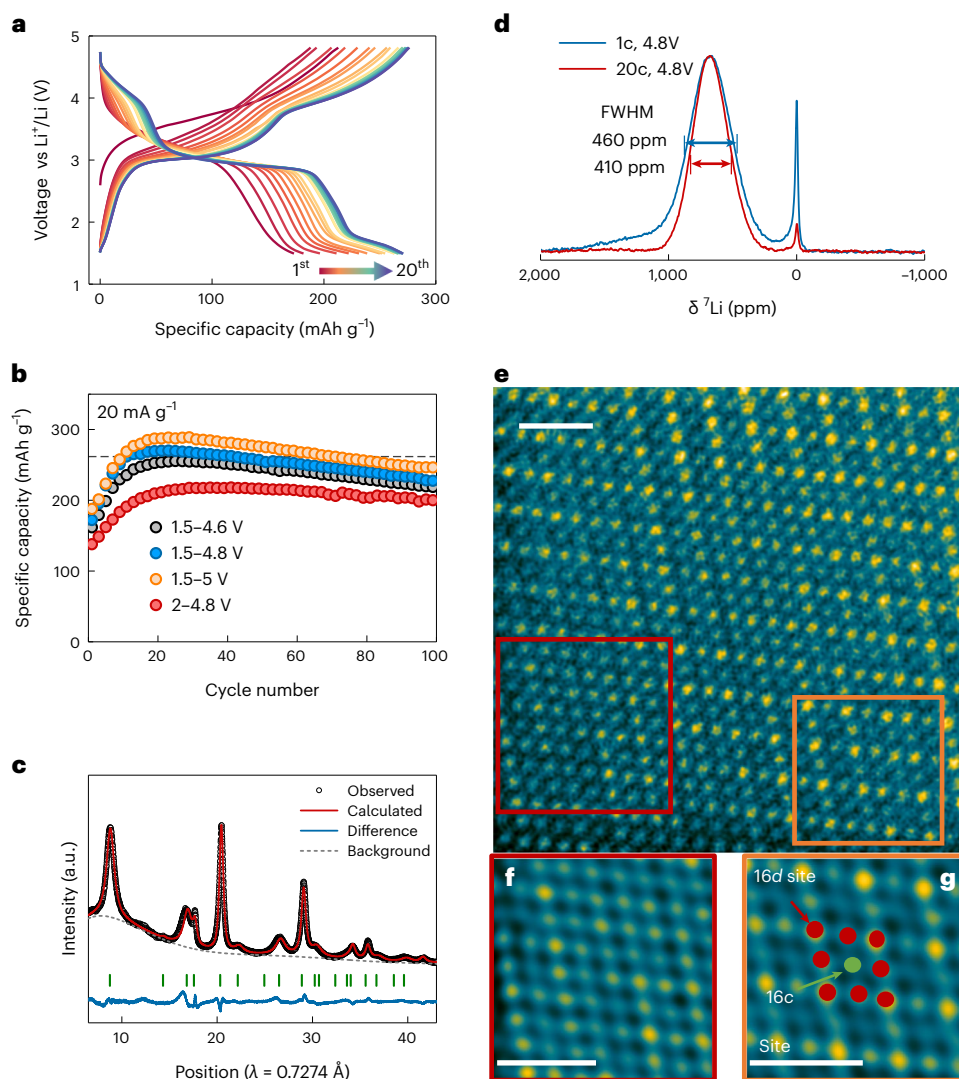 a
Voltage vs Li⁺/Li (V)
5
4
3
2
1
1ˢᵗ
20ᵗʰ
0
100
200
300
Specific capacity (mAh g⁻¹)
b
Specific capacity (mAh g⁻¹)
20 mA g⁻¹
300
200
100
0
1.5–4.6 V
1.5–4.8 V
1.5–5 V
2–4.8 V
0
20
40
60
80
100
Cycle number
c
Intensity (a.u.)
Observed
Calculated
Difference
Background
10
20
30
40
Position (λ = 0.7274 Å)
d
1c, 4.8V
20c, 4.8V
FWHM
460 ppm
410 ppm
2,000
1,000
0
–1,000
δ ⁷Li (ppm)
e
f
g
16d site
16c
Site